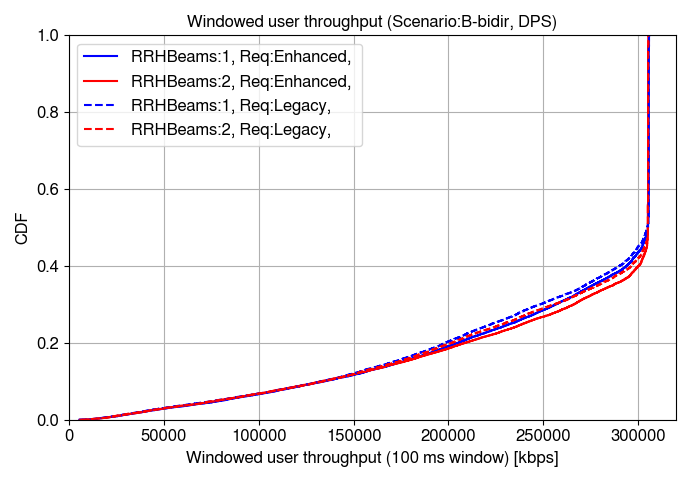 Windowed user throughput (Scenario:B-bidir, DPS)
1.0
RRHBeams:1, Req:Enhanced,
RRHBeams:2, Req:Enhanced,
RRHBeams:1, Req:Legacy,
RRHBeams:2, Req:Legacy,
0.8
0.6
CDF
0.4
0.2
0.0
0 50000 100000 150000 200000 250000 300000
Windowed user throughput (100 ms window) [kbps]